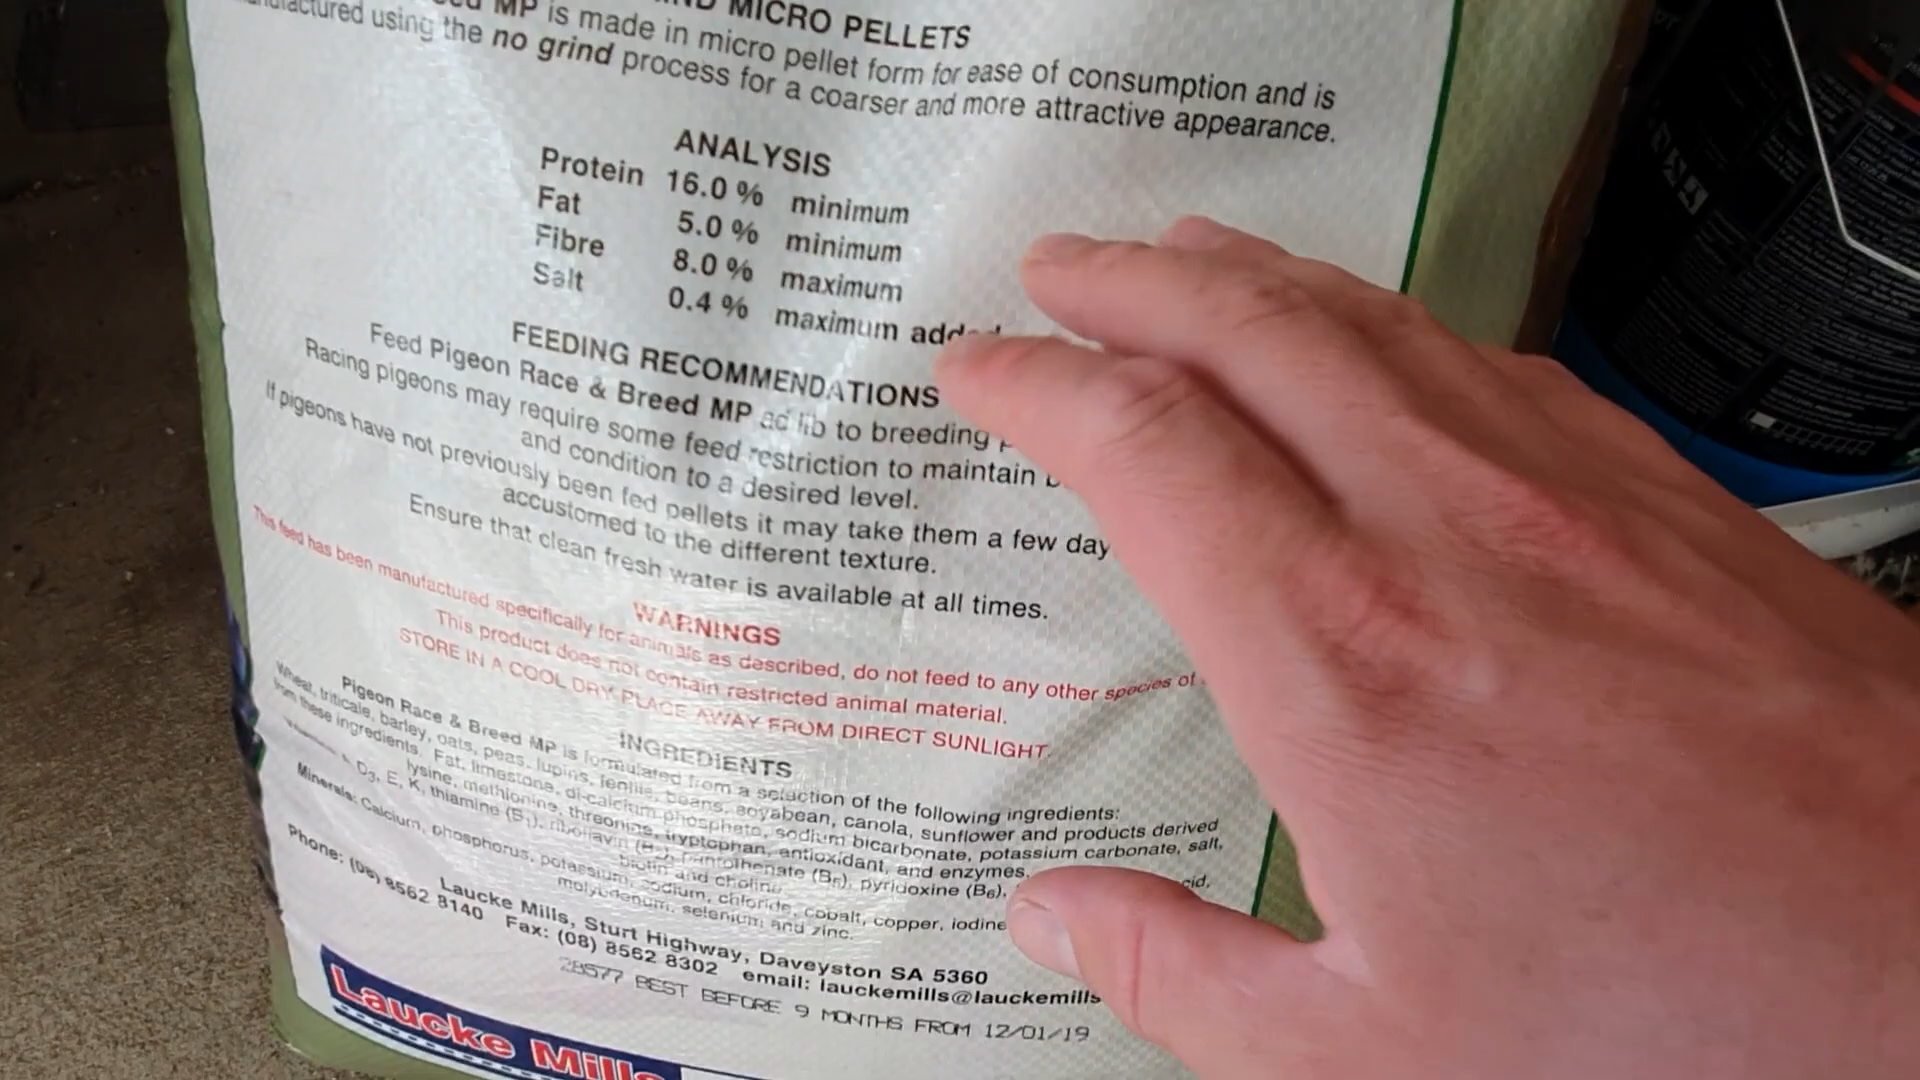 MICRO PELLETS
MP is made in micro pellet form for ease of consumption and is
using the no grind process for a coarser and more attractive appearance.
ANALYSIS
Protein 16.0 % minimum
Fat 5.0 % minimum
Fibre 8.0 % maximum
Salt 0.4 % maximum
FEEDING RECOMMENDATIONS
Feed Pigeon Race & Breed MP ad lib to breeding
Racing pigeons may require some feed restriction to maintain
and condition to a desired level.
If pigeons have not previously been fed pellets it may take them a few day
accustomed to the different texture.
Ensure that clean fresh water is available at all times.
WARNINGS
This feed has been manufactured specifically for animals as described, do not feed to any other species of
This product does not contain restricted animal material.
STORE IN A COOL DRY PLACE AWAY FROM DIRECT SUNLIGHT.
INGREDIENTS
Pigeon Race & Breed MP is formulated from a selection of the following ingredients:
Wheat, triticale, barley, oats, peas, lupins, lentils, beans, soyabean, canola, sunflower and products derived
from these ingredients. Fat, limestone, di-calcium phosphate, sodium bicarbonate, potassium carbonate, salt,
lysine, methionine, threonine, tryptophan, antioxidant, and enzymes.
D3, E, K, thiamine (B1), riboflavin (B2), pantothenate (B5), pyridoxine (B6),
biotin and choline.
Minerals: Calcium, phosphorus, potassium, sodium, chloride, cobalt, copper, iodine
molybdenum, selenium and zinc.
Laucke Mills, Sturt Highway, Daveyston SA 5360
Phone: (08) 8562 8140 Fax: (08) 8562 8302 email: lauckemills@lauckemills
28577 BEST BEFORE 9 MONTHS FROM 12/01/19
Laucke Mills